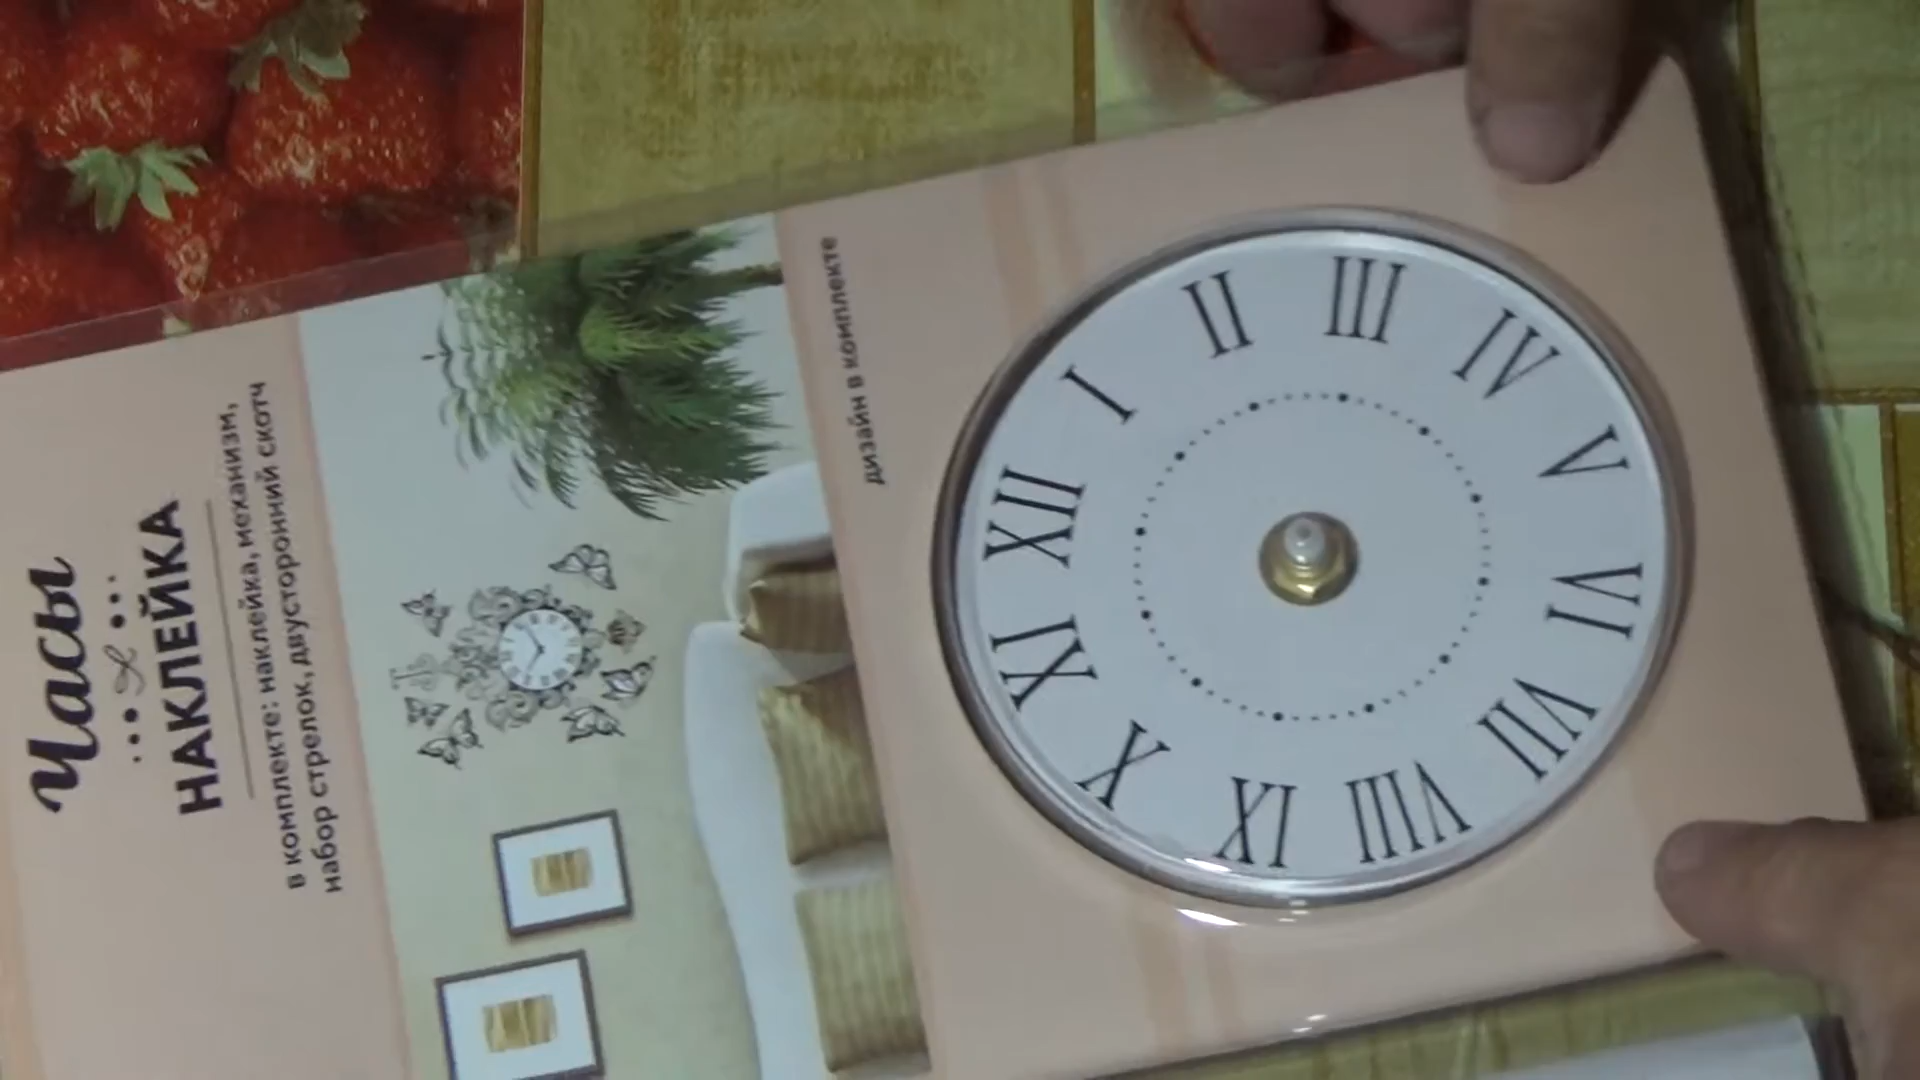 Часы
НАКЛЕЙКА
в комплекте: наклейка, механизм,
набор стрелок, двусторонний скотч
дизайн в комплекте
XII
I
II
III
IV
V
VI
VII
VIII
IX
X
XI